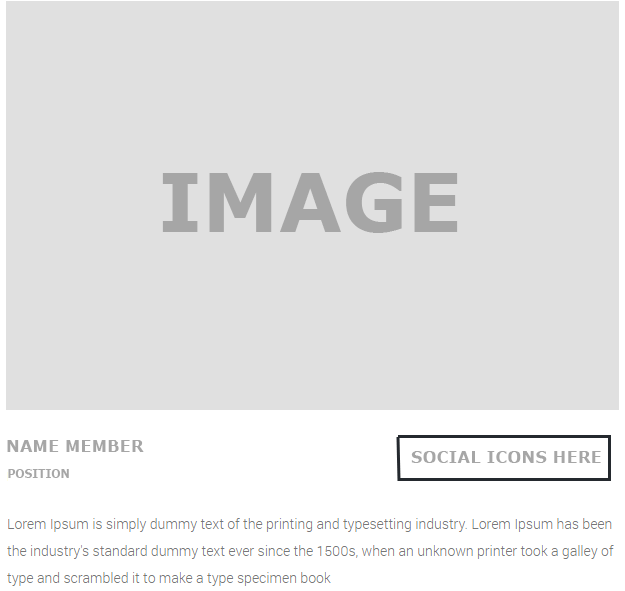 IMAGE
NAME MEMBER
SOCIAL ICONS HERE
POSITION
Lorem Ipsum is simply dummy text of the printing and typesetting industry. Lorem Ipsum has been
the industry's standard dummy text ever since the 1500s, when an unknown printer took a galley of
type and scrambled it to make a type specimen book